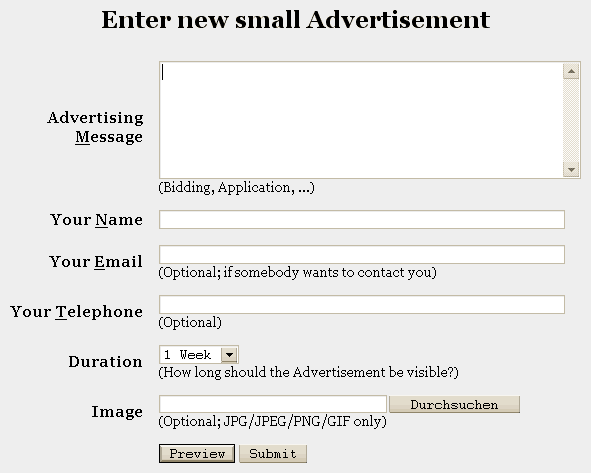 Enter new small Advertisement
Advertising
Message
(Bidding, Application, ...)
Your Name
Your Email
(Optional; if somebody wants to contact you)
Your Telephone
(Optional)
Duration
1 Week
(How long should the Advertisement be visible?)
Image
Durchsuchen
(Optional; JPG/JPEG/PNG/GIF only)
Preview Submit